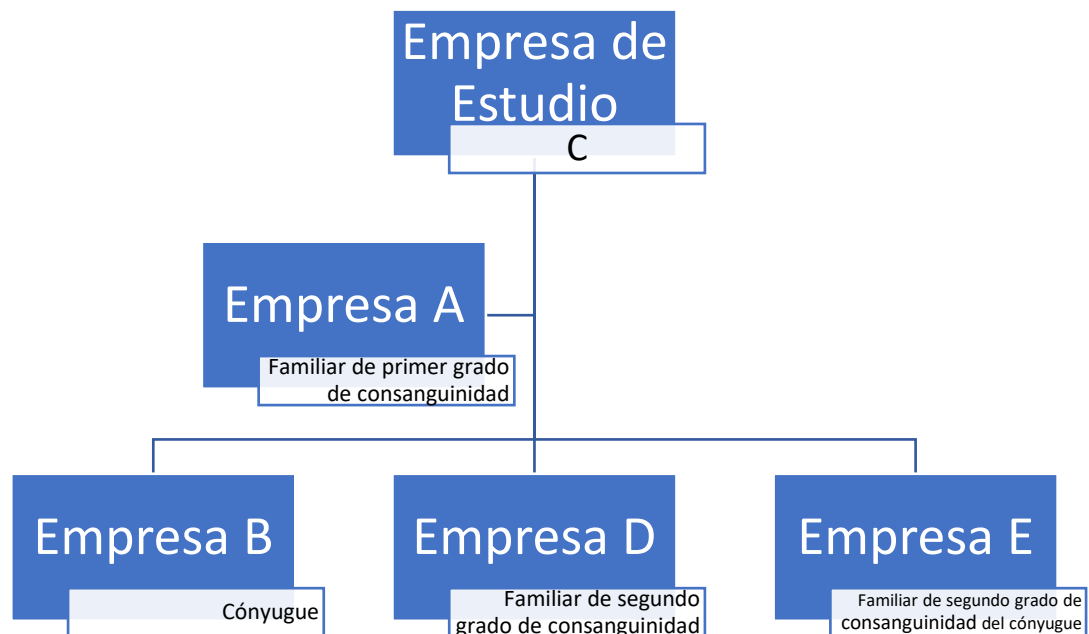 Empresa de
Estudio
C
Empresa A
Familiar de primer grado
de consanguinidad
Empresa B
Cónyugue
Empresa D
Familiar de segundo
grado de consanguinidad
Empresa E
Familiar de segundo grado de
consanguinidad del cónyugue